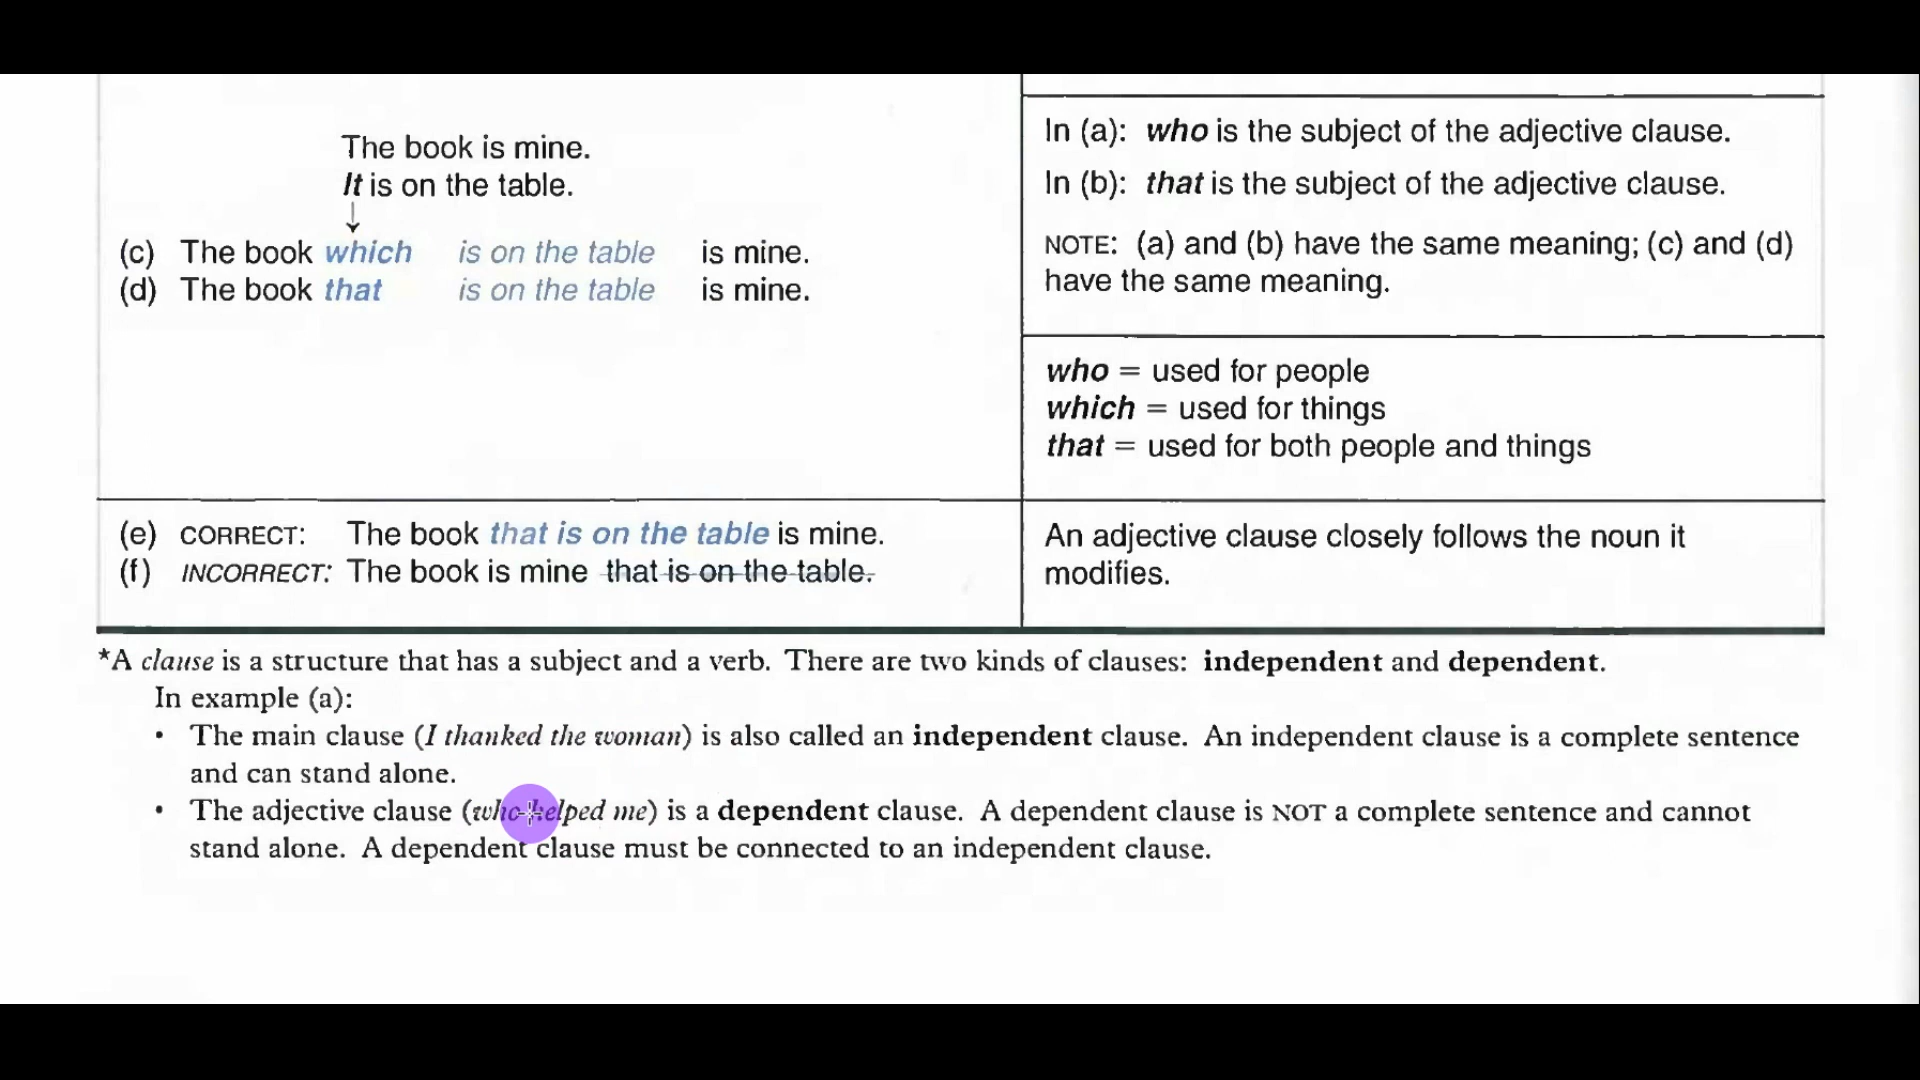 The book is mine.
It is on the table.
(c) The book which is on the table is mine.
(d) The book that is on the table is mine.
In (a): who is the subject of the adjective clause.
In (b): that is the subject of the adjective clause.
NOTE: (a) and (b) have the same meaning; (c) and (d)
have the same meaning.
who = used for people
which = used for things
that = used for both people and things
(e) CORRECT: The book that is on the table is mine.
(f) INCORRECT: The book is mine that is on the table.
An adjective clause closely follows the noun it
modifies.
*A clause is a structure that has a subject and a verb. There are two kinds of clauses: independent and dependent.
In example (a):
• The main clause (I thanked the woman) is also called an independent clause. An independent clause is a complete sentence
and can stand alone.
• The adjective clause (who helped me) is a dependent clause. A dependent clause is NOT a complete sentence and cannot
stand alone. A dependent clause must be connected to an independent clause.